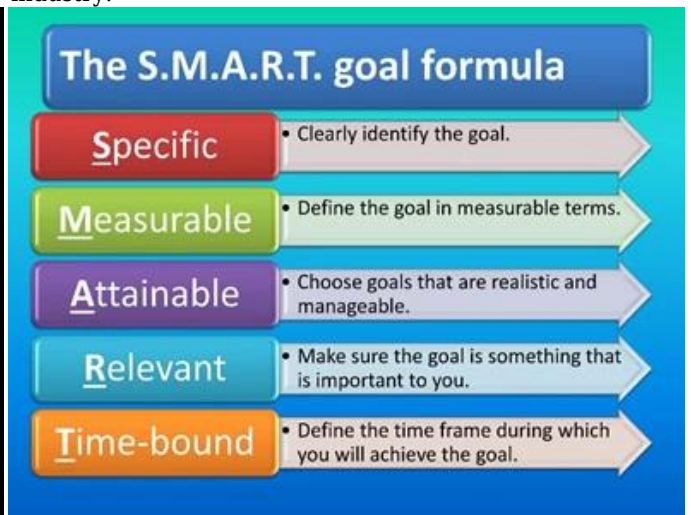 industry.
The S.M.A.R.T. goal formula
Specific
• Clearly identify the goal.
Measurable
• Define the goal in measurable terms.
Attainable
• Choose goals that are realistic and
manageable.
Relevant
• Make sure the goal is something that
is important to you.
Time-bound
• Define the time frame during which
you will achieve the goal.